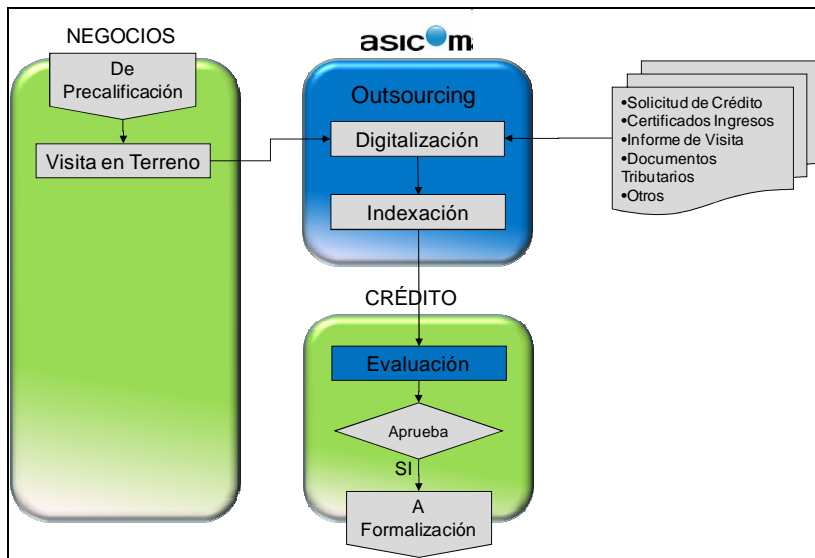 NEGOCIOS
De
Precalificación
Visita en Terreno
asicom
Outsourcing
Digitalización
Indexación
•Solicitud de Crédito
•Certificados Ingresos
•Informe de Visita
•Documentos
Tributarios
•Otros
CRÉDITO
Evaluación
Aprueba
SI
A
Formalización